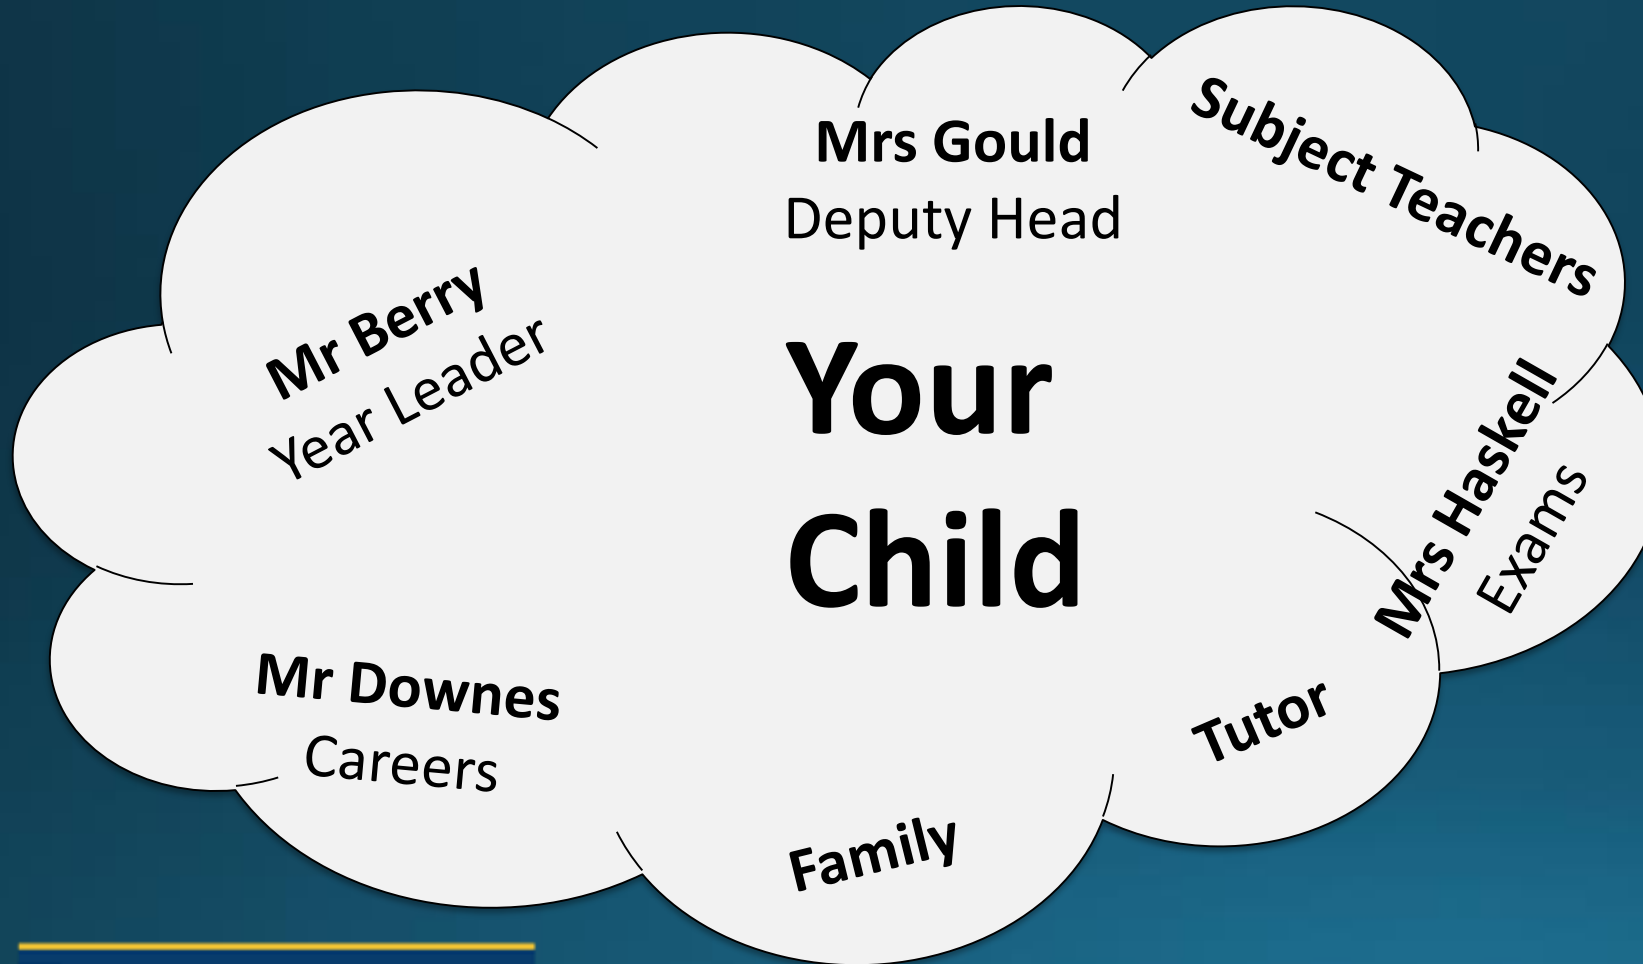 Mrs Gould
Deputy Head
Subject Teachers
Mr Berry
Year Leader
Your
Child
Mrs Haskell
Exams
Mr Downes
Careers
Tutor
Family